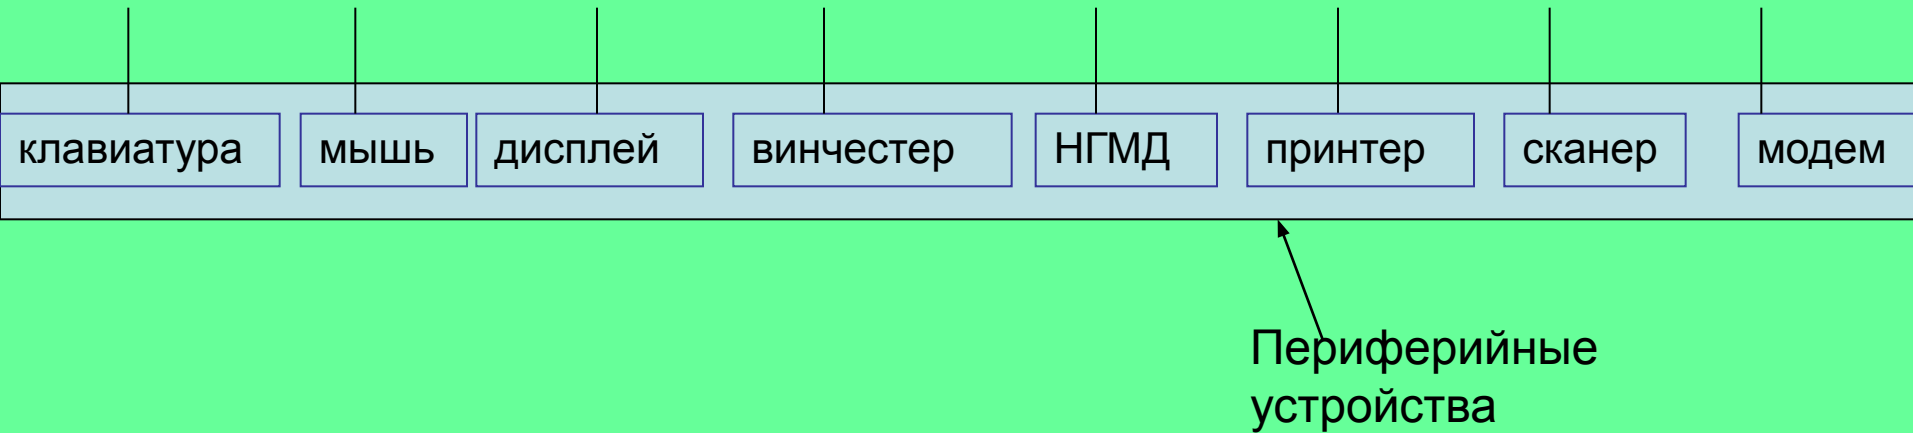 клавиатура мышь дисплей винчестер НГМД принтер сканер модем
Периферийные
устройства